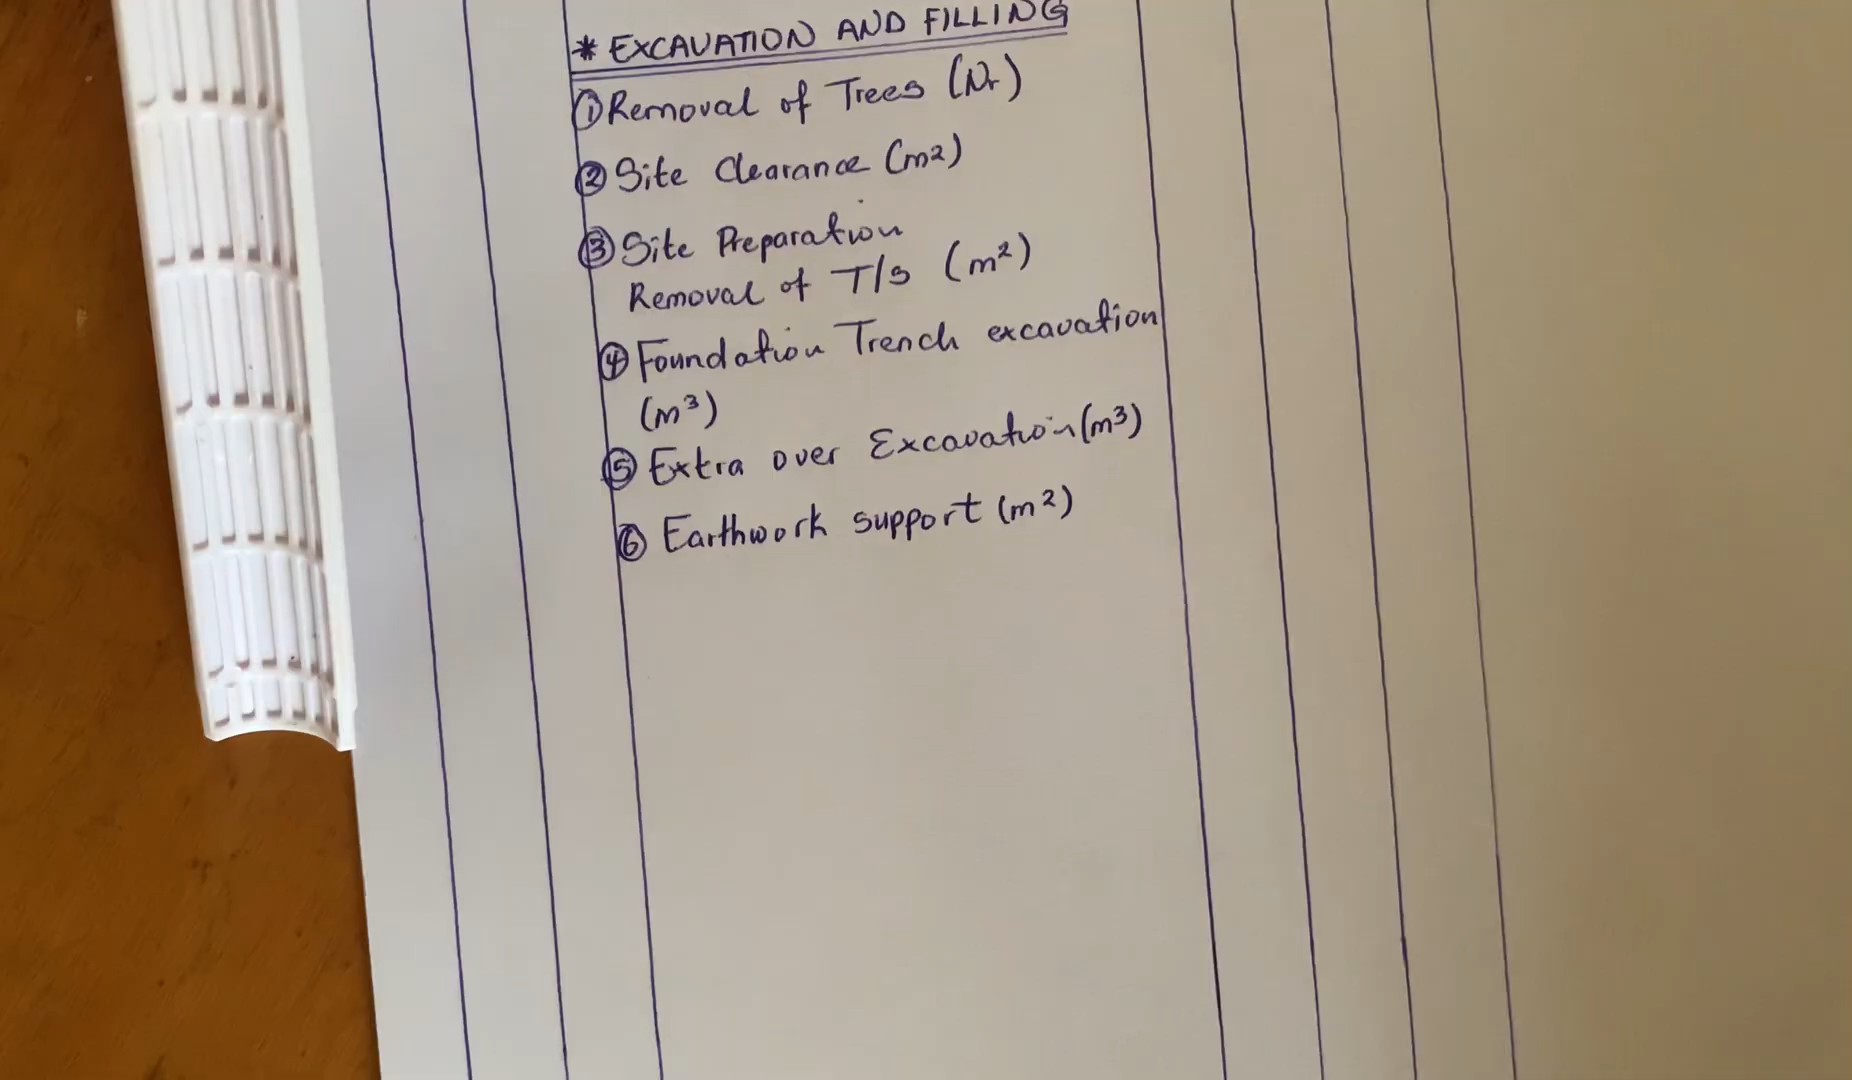 * EXCAVATION AND FILLING
① Removal of Trees (Nr)
② Site Clearance (m2)
③ Site Preparation
Removal of T/S (m²)
④ Foundation Trench excavation
(m³)
⑤ Extra over Excavation (m³)
⑥ Earthwork support (m²)